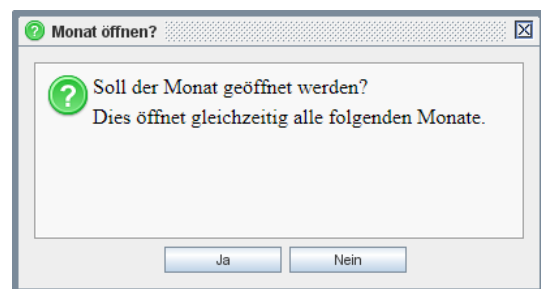 Monat öffnen?
Soll der Monat geöffnet werden?
Dies öffnet gleichzeitig alle folgenden Monate.
Ja
Nein